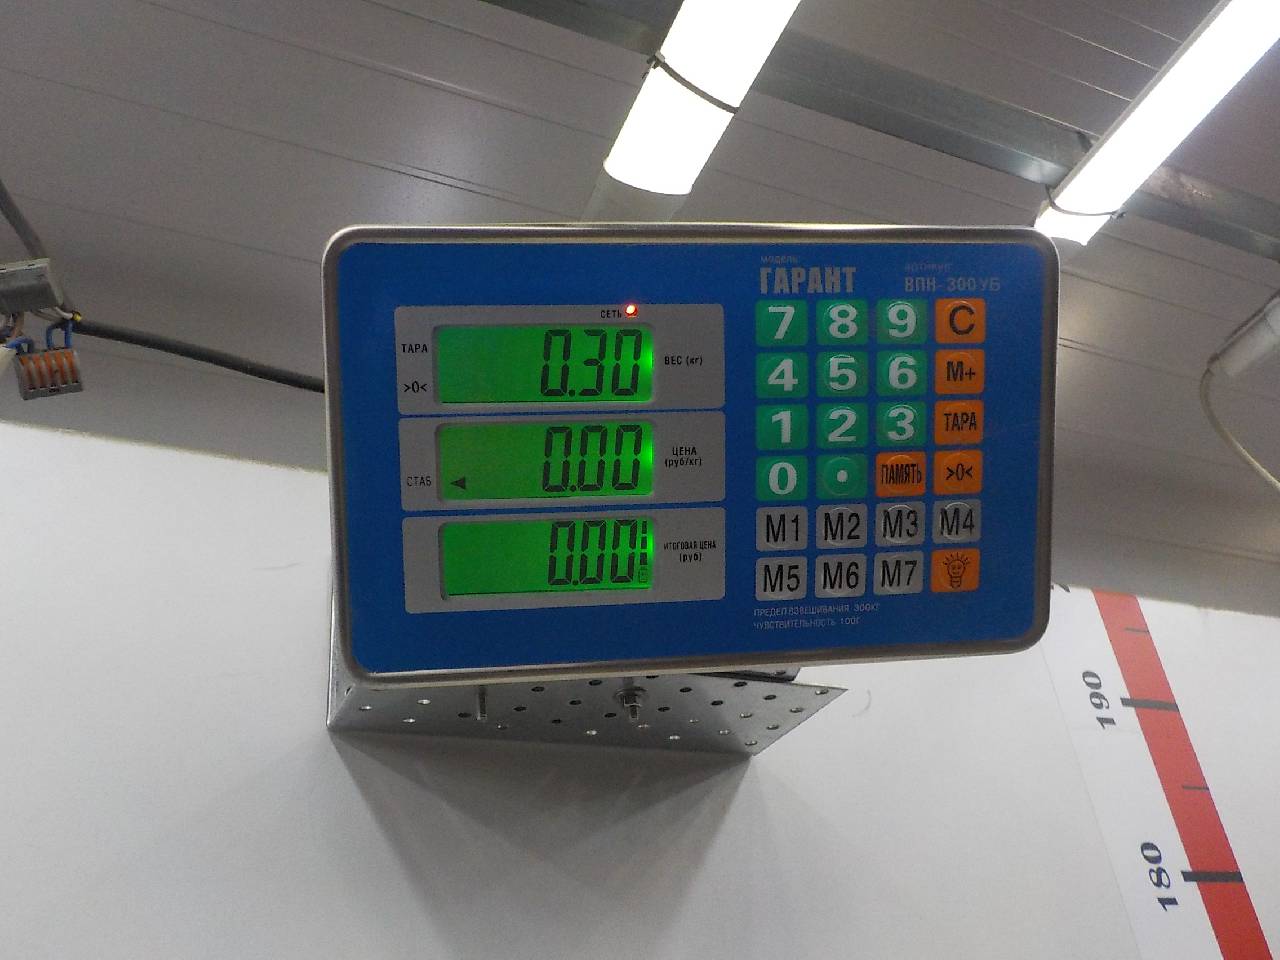 модель
ГАРАНТ
артикул
ВПН-300УБ
СЕТЬ
ТАРА
>0<
0.30
ВЕС (кг)
СТАБ
0.00
ЦЕНА
(руб/кг)
0.00
ИТОГОВАЯ ЦЕНА
(руб)
7 8 9 C
4 5 6 M+
1 2 3 ТАРА
0 . ПАМЯТЬ >0<
M1 M2 M3 M4
M5 M6 M7
ПРЕДЕЛ ВЗВЕШИВАНИЯ 300КГ
ЧУВСТВИТЕЛЬНОСТЬ 100Г
190
180